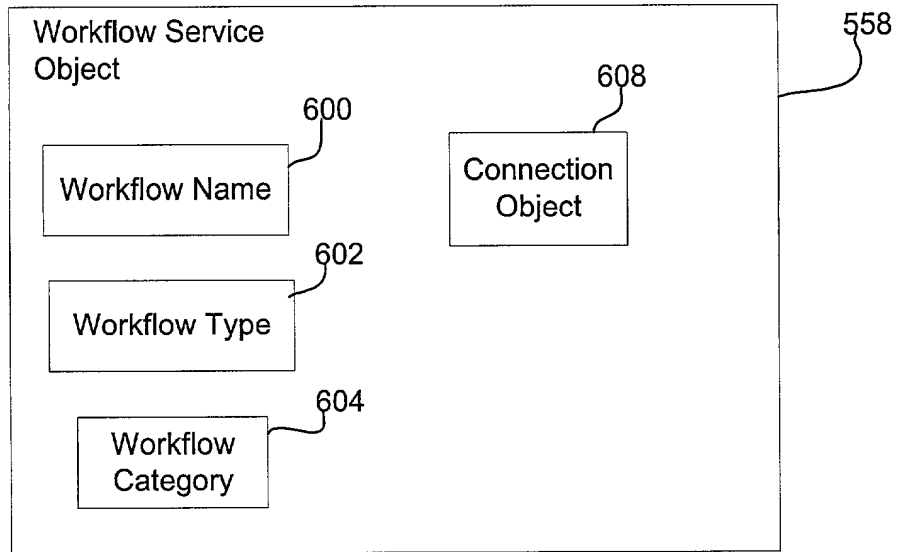 Workflow Service
Object
558
600
608
Workflow Name
Connection
Object
602
Workflow Type
604
Workflow
Category